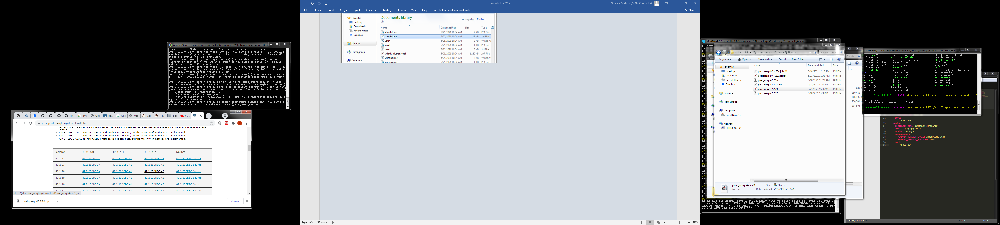 /usr/bin/bash --login -i C:\Users\Elite8300\Documents\Wildfly\wildfly-preview-23.0...
ISPN000128: Infinispan version: Infinispan 'Corona Extra' 11.0.9.Final
10:34:07,634 INFO  [org.infinispan.CONFIG] (MSC service thread 1-7) ISPN000152:
Passivation configured without an eviction policy being selected. Only manually
evicted entities will be passivated.
10:34:07,636 INFO  [org.infinispan.CONFIG] (MSC service thread 1-7) ISPN000152:
Passivation configured without an eviction policy being selected. Only manually
evicted entities will be passivated.
10:34:07,888 INFO  [org.infinispan.PERSISTENCE] (ServerService Thread Pool -- 17
) ISPN000556: Starting user marshaller 'org.wildfly.clustering.infinispan.spi.ma
rshalling.InfinispanProtoStreamMarshaller'
10:34:08,621 INFO  [org.jboss.as.clustering.infinispan] (ServerService Thread Po
ol -- 17) WFLYCLINF0002: Started http-remoting-connector cache from ejb containe
r
10:34:08,829 INFO  [org.jboss.as.server] (External Management Request Threads --
2) WFLYSRV0010: Deployed "postgresql" (runtime-name : "postgresql-42.2.20.jar")
10:36:04,623 ERROR [org.jboss.as.controller.management-operation] (External Mana
gement Request Threads -- 1) WFLYCTL0013: Operation ("add") failed - address: ([
("subsystem" => "datasources"),
("xa-data-source" => "PostgresDS")
]) - failure description: "WFLYJCA0069: At least one xa-datasource-property is r
equired for an xa-datasource"
10:40:56,964 INFO  [org.jboss.as.connector.subsystems.datasources] (MSC service
thread 1-7) WFLYJCA0001: Bound data source [java:/PostgresXADS]
jdbc.postgresql.org/download.html
release.
JDK 6 - JDBC 4.0 Support for JDBC4 methods is not complete, but the majority of methods are implemented.
JDK 7 - JDBC 4.1 Support for JDBC4 methods is not complete, but the majority of methods are implemented.
JDK 8 - JDBC 4.2 Support for JDBC4 methods is not complete, but the majority of methods are implemented.
Version JDBC 4.0 JDBC 4.1 JDBC 4.2 Source
42.2.22 42.2.22 JDBC 4 42.2.22 JDBC 41 42.2.22 JDBC 42 42.2.22 JDBC Source
42.2.21 42.2.21 JDBC 4 42.2.21 JDBC 41 42.2.21 JDBC 42 42.2.21 JDBC Source
42.2.20 42.2.20 JDBC 4 42.2.20 JDBC 41 42.2.20 JDBC 42 42.2.20 JDBC Source
42.2.19 42.2.19 JDBC 4 42.2.19 JDBC 41 42.2.19 JDBC 42 42.2.19 JDBC Source
42.2.18 42.2.18 JDBC 4 42.2.18 JDBC 41 42.2.18 JDBC 42 42.2.18 JDBC Source
42.2.17 JDBC 4 42.2.17 JDBC 41 42.2.17 JDBC 42 42.2.17 JDBC Source
https://jdbc.postgresql.org/download/postgresql-42.2.20.jar
postgresql-42.2.20....jar Show all
Tools sshots - Word
Oduyela,Adetunji (ACN) (Contractor)
File Home Insert Design Layout References Mailings Review View Help Tell me what you want to do Share
Favorites
Desktop
Downloads
Recent Places
Dropbox
Libraries
Homegroup
Computer
Documents library
bin
Arrange by: Folder
Name Date modified Size Type
standalone 6/25/2021 10:04 AM 2 KB PS1 File
standalone 6/25/2021 10:04 AM 13 KB SH File
vault 6/25/2021 10:04 AM 3 KB Window
vault 6/25/2021 10:04 AM 1 KB PS1 File
vault 6/25/2021 10:04 AM 3 KB SH File
wildfly-elytron-tool 6/25/2021 10:04 AM 2,280 KB JAR File
wsconsume 6/25/2021 10:04 AM 3 KB Window
wsconsume 6/25/2021 10:04 AM 1 KB PS1 File
Page 1 of 4 56 words
210%
MINGW64:/c/Users/Elite8300/Documents/CNRefactory/ACNMercury/PostgresPgAdmin
Elite8300 My Documents PostgresSQLDrivers
Search Postgre...
Organize Open Share with E-mail New folder
Favorites
Desktop
Downloads
Recent Places
Dropbox
Libraries
Homegroup
Computer
Local Disk (C:)
Network
ELITE8300-PC
Name Date modified Type
postgresql-9.2-1004.jdbc41 6/18/2021 12:15 PM JAR File
postgresql-9.4-1202.jdbc4 6/21/2021 11:31 AM JAR File
postgresql-42.2.16 6/18/2021 11:20 AM JAR File
postgresql-42.2.18.jre6 6/21/2021 4:54 AM JAR File
postgresql-42.2.20 6/25/2021 9:23 AM JAR File
postgresql-42.2.22 6/18/2021 1:43 PM JAR File
postgresql-42.2.20 State: Shared
JAR File Date modified: 6/25/2021 9:23 AM
dashboard/dashboard_stats/1/16384?chart_names=session_stats,tps_stats,ti_stats,t
o_stats,bio_stats HTTP/1.1" 200 246 "http://192.168.99.100:5050/browser/" "Mozil
la/5.0 (Windows NT 6.1; Win64; x64) AppleWebKit/537.36 (KHTML, like Gecko) Chrom
e/91.0.4472.114 Safari/537.36"
Size
982 K
130,486 K
166,106 K
250,501 K
204,804 K
MINGW64:/c/Users/Elite8300/Documents/Wildfly/wildfly-preview-23.0.2.Final/bin
elytron-tool.ps1 standalone.conf.ps1
jboss-cli-logging.properties standalone.sh*
jboss-cli.bat vault.bat
jboss-cli.ps1 vault.ps1
jboss-cli.sh* vault.sh*
jboss-cli.xml wildfly-elytron-tool.jar
jconsole.bat wsconsume.bat
jconsole.ps1 wsconsume.ps1
jconsole.sh* wsconsume.sh*
jdr.bat wsprovide.bat
jdr.ps1 wsprovide.ps1
jdr.sh* wsprovide.sh*
launcher.jar
product.conf
Elite8300@Elite8300-PC MINGW64 ~/Documents/Wildfly/wildfly-preview-23.0.2.Final/
add-user.sh
sh: add-user.sh: command not found
Elite8300@Elite8300-PC MINGW64 ~/Documents/Wildfly/wildfly-preview-23.0.2.Final/
11 ports:
12 - "5432:5432"
13 pgadmin:
14 container_name: pgadmin4_container
15 image: dpage/pgadmin4
16 restart: always
17 environment:
18 PGADMIN_DEFAULT_EMAIL: admin@admin.com
19 PGADMIN_DEFAULT_PASSWORD: root
20 ports:
21 - "5050:80"
Line 21, Column 18 Spaces: 2 YAML